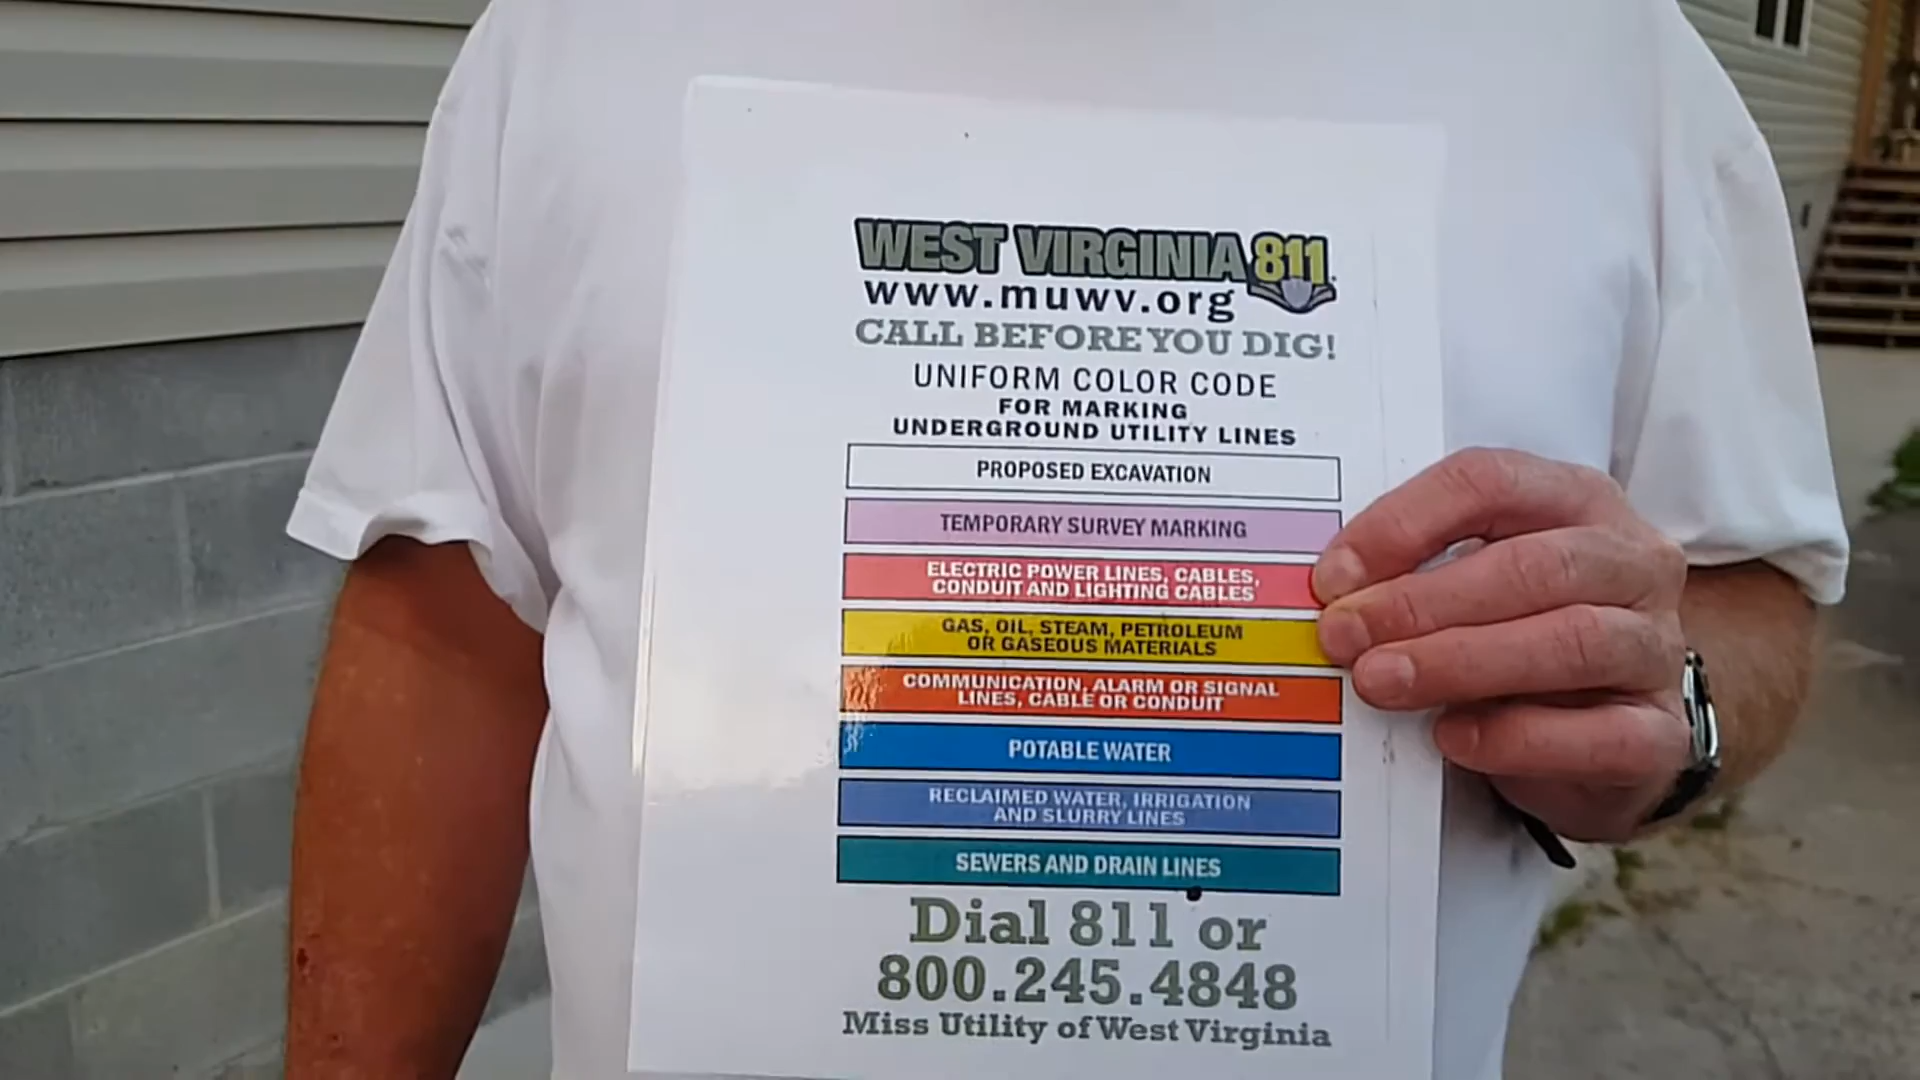 WEST VIRGINIA 811
www.muwv.org
CALL BEFORE YOU DIG!
UNIFORM COLOR CODE
FOR MARKING
UNDERGROUND UTILITY LINES
PROPOSED EXCAVATION
TEMPORARY SURVEY MARKING
ELECTRIC POWER LINES, CABLES,
CONDUIT AND LIGHTING CABLES
GAS, OIL, STEAM, PETROLEUM
OR GASEOUS MATERIALS
COMMUNICATION, ALARM OR SIGNAL
LINES, CABLE OR CONDUIT
POTABLE WATER
RECLAIMED WATER, IRRIGATION
AND SLURRY LINES
SEWERS AND DRAIN LINES
Dial 811 or
800.245.4848
Miss Utility of West Virginia